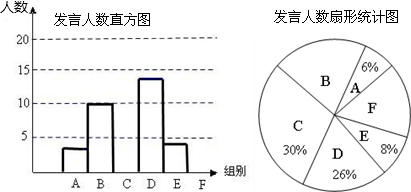 发言人数直方图
人数
20
15
10
5
A B C D E F
组别
发言人数扇形统计图
6%
A
B
F
C
30%
E
8%
D
26%